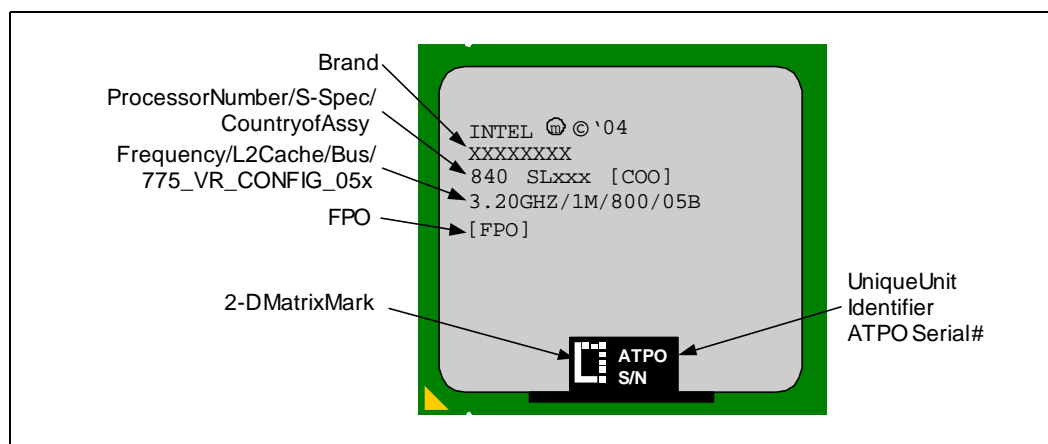 Brand
ProcessorNumber/S-Spec/
CountryofAssy
Frequency/L2Cache/Bus/
775_VR_CONFIG_05x
FPO
2-DMatrixMark
INTEL ⓜ © ‘04
XXXXXXXX
840 SLxxx [COO]
3.20GHZ/1M/800/05B
[FPO]
ATPO
S/N
UniqueUnit
Identifier
ATPO Serial#